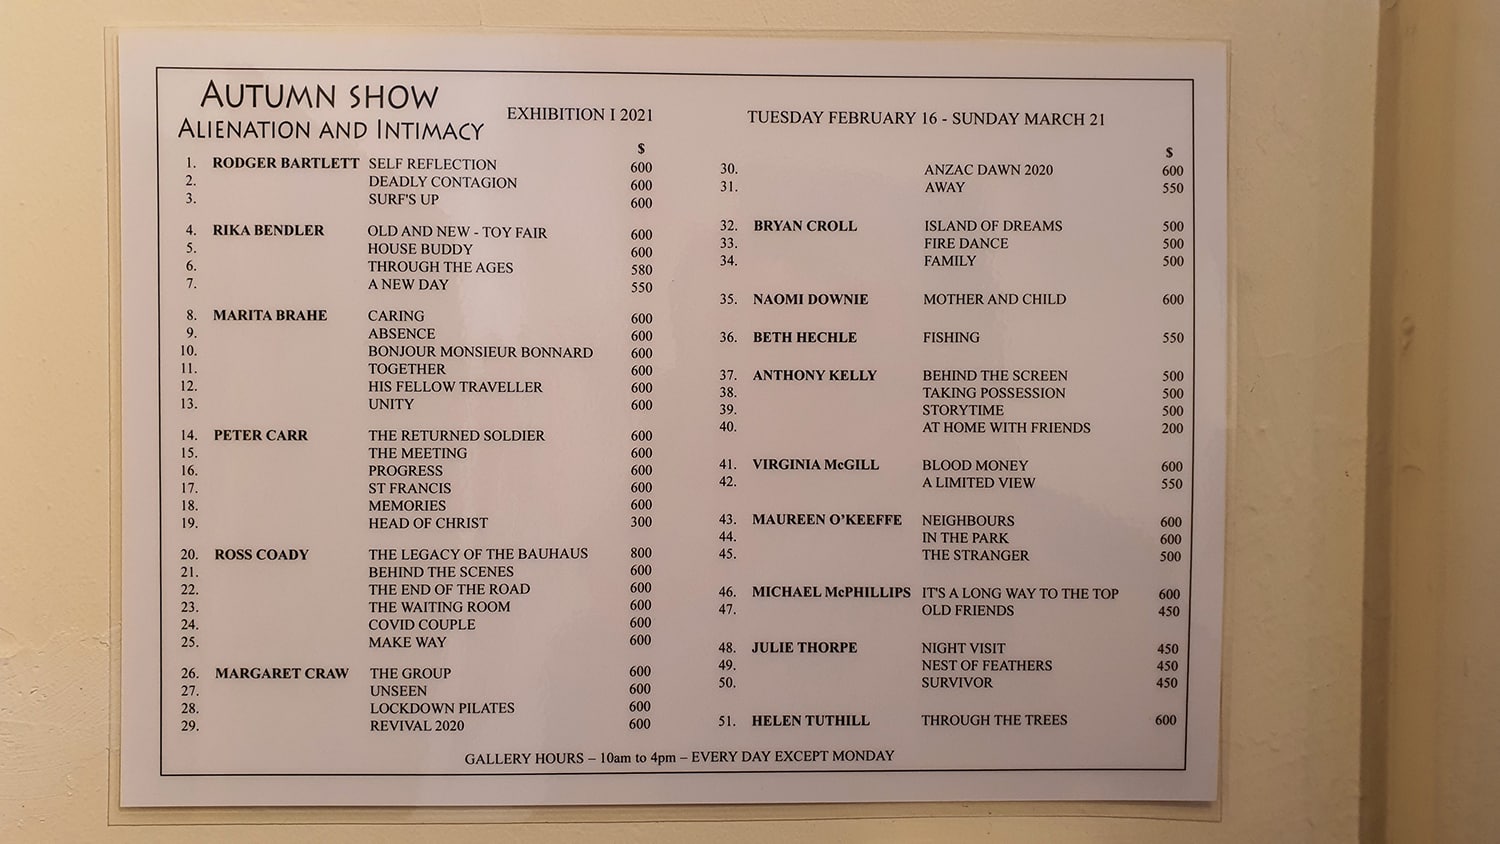 AUTUMN SHOW
ALIENATION AND INTIMACY
EXHIBITION I 2021
TUESDAY FEBRUARY 16 - SUNDAY MARCH 21
$
1. RODGER BARTLETT SELF REFLECTION 600
2. DEADLY CONTAGION 600
3. SURF'S UP 600
4. RIKA BENDLER OLD AND NEW - TOY FAIR 600
5. HOUSE BUDDY 600
6. THROUGH THE AGES 580
7. A NEW DAY 550
8. MARITA BRAHE CARING 600
9. ABSENCE 600
10. BONJOUR MONSIEUR BONNARD 600
11. TOGETHER 600
12. HIS FELLOW TRAVELLER 600
13. UNITY 600
14. PETER CARR THE RETURNED SOLDIER 600
15. THE MEETING 600
16. PROGRESS 600
17. ST FRANCIS 600
18. MEMORIES 600
19. HEAD OF CHRIST 300
20. ROSS COADY THE LEGACY OF THE BAUHAUS 800
21. BEHIND THE SCENES 600
22. THE END OF THE ROAD 600
23. THE WAITING ROOM 600
24. COVID COUPLE 600
25. MAKE WAY 600
26. MARGARET CRAW THE GROUP 600
27. UNSEEN 600
28. LOCKDOWN PILATES 600
29. REVIVAL 2020 600
$
30. ANZAC DAWN 2020 600
31. AWAY 550
32. BRYAN CROLL ISLAND OF DREAMS 500
33. FIRE DANCE 500
34. FAMILY 500
35. NAOMI DOWNIE MOTHER AND CHILD 600
36. BETH HECHLE FISHING 550
37. ANTHONY KELLY BEHIND THE SCREEN 500
38. TAKING POSSESSION 500
39. STORYTIME 500
40. AT HOME WITH FRIENDS 200
41. VIRGINIA McGILL BLOOD MONEY 600
42. A LIMITED VIEW 550
43. MAUREEN O'KEEFFE NEIGHBOURS 600
44. IN THE PARK 600
45. THE STRANGER 500
46. MICHAEL McPHILLIPS IT'S A LONG WAY TO THE TOP 600
47. OLD FRIENDS 450
48. JULIE THORPE NIGHT VISIT 450
49. NEST OF FEATHERS 450
50. SURVIVOR 450
51. HELEN TUTHILL THROUGH THE TREES 600
GALLERY HOURS – 10am to 4pm – EVERY DAY EXCEPT MONDAY